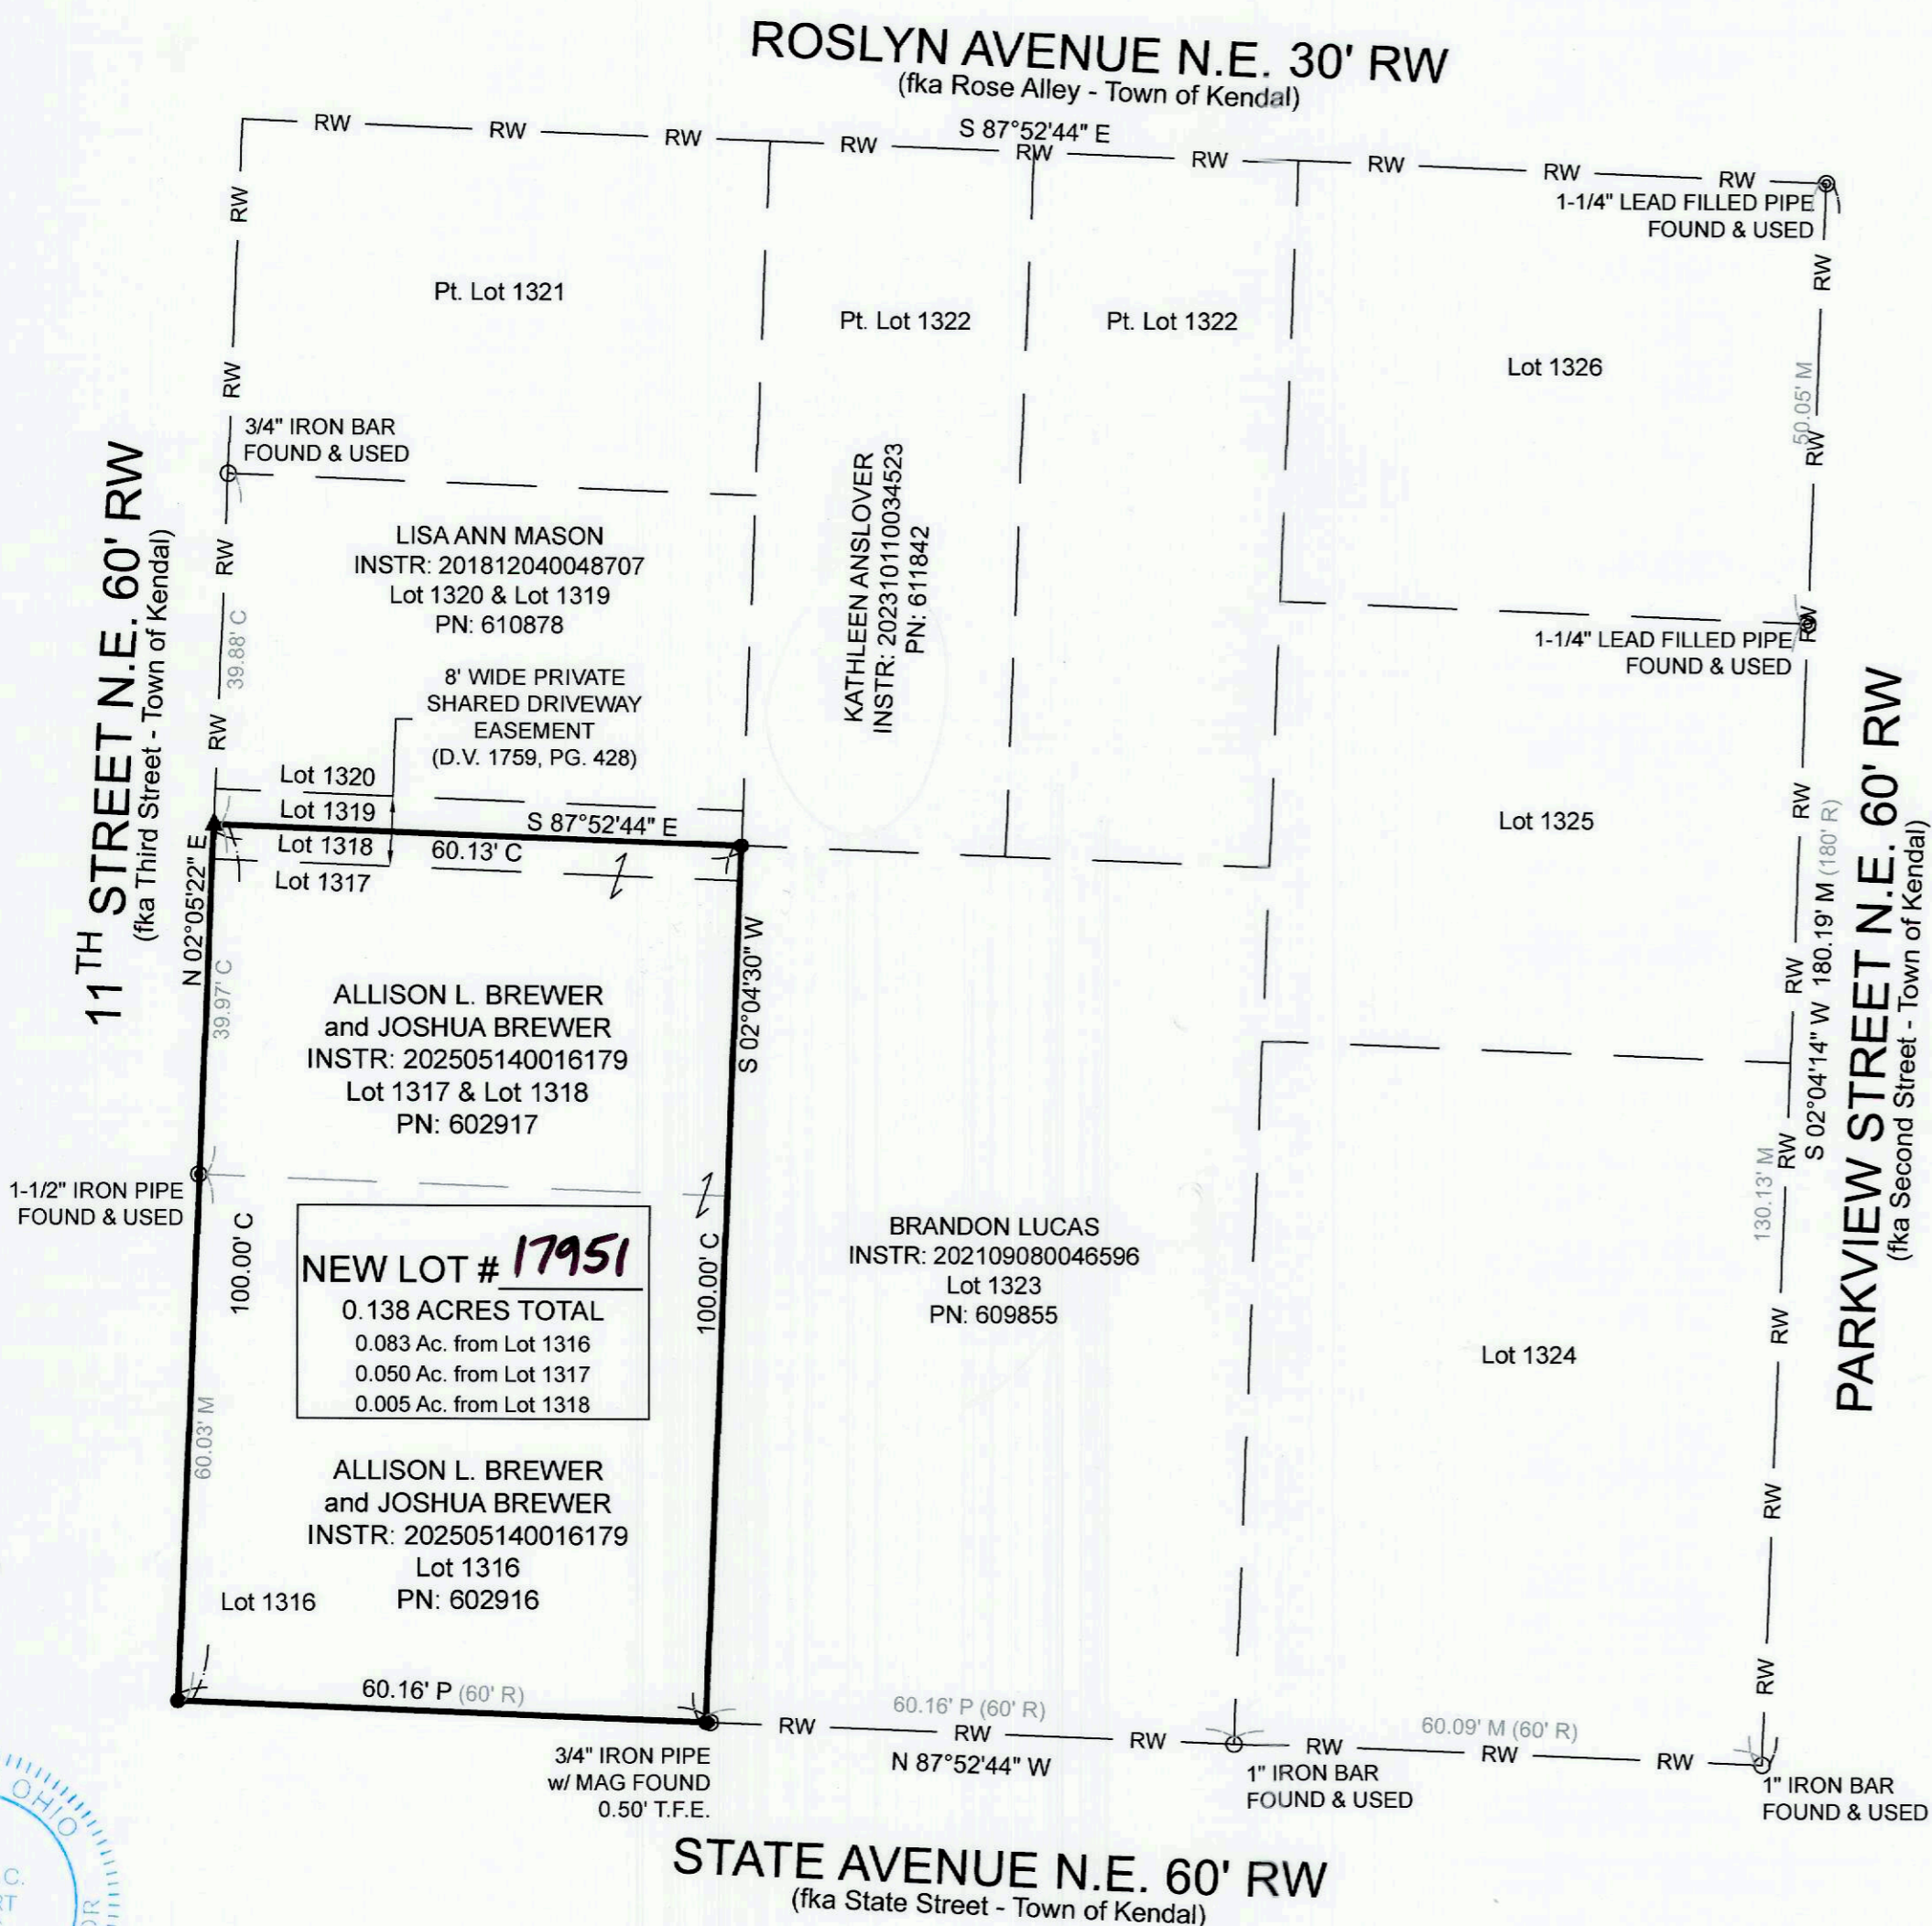 ROSLYN AVENUE N.E. 30' RW
(fka Rose Alley - Town of Kendal)
S 87°52'44" E
RW RW RW RW RW RW RW RW RW
1-1/4" LEAD FILLED PIPE
FOUND & USED
RW
RW
RW
RW
RW
Pt. Lot 1321
Pt. Lot 1322
Pt. Lot 1322
Lot 1326
50.05' M
RW
RW
3/4" IRON BAR
FOUND & USED
11TH STREET N.E. 60' RW
(fka Third Street - Town of Kendal)
LISA ANN MASON
INSTR: 201812040048707
Lot 1320 & Lot 1319
PN: 610878
39.88' C
8' WIDE PRIVATE
SHARED DRIVEWAY
EASEMENT
(D.V. 1759, PG. 428)
KATHLEEN ANSLOVER
INSTR: 202310110034523
PN: 611842
1-1/4" LEAD FILLED PIPE
FOUND & USED
RW
Lot 1320
Lot 1319
S 87°52'44" E
Lot 1318
60.13' C
Lot 1317
Lot 1325
N 02°05'22" E
39.97' C
S 02°04'30" W
ALLISON L. BREWER
and JOSHUA BREWER
INSTR: 202505140016179
Lot 1317 & Lot 1318
PN: 602917
RW
RW
RW
RW
RW
RW
RW
S 02°04'14" W 180.19' M (180' R)
PARKVIEW STREET N.E. 60' RW
(fka Second Street - Town of Kendal)
130.13' M
1-1/2" IRON PIPE
FOUND & USED
100.00' C
NEW LOT # 17951
0.138 ACRES TOTAL
0.083 Ac. from Lot 1316
0.050 Ac. from Lot 1317
0.005 Ac. from Lot 1318
100.00' C
BRANDON LUCAS
INSTR: 202109080046596
Lot 1323
PN: 609855
Lot 1324
60.03' M
ALLISON L. BREWER
and JOSHUA BREWER
INSTR: 202505140016179
Lot 1316
PN: 602916
Lot 1316
60.16' P (60' R)
60.16' P (60' R)
60.09' M (60' R)
RW RW RW RW RW RW
N 87°52'44" W
3/4" IRON PIPE
w/ MAG FOUND
0.50' T.F.E.
1" IRON BAR
FOUND & USED
1" IRON BAR
FOUND & USED
STATE AVENUE N.E. 60' RW
(fka State Street - Town of Kendal)
OHIO
C.